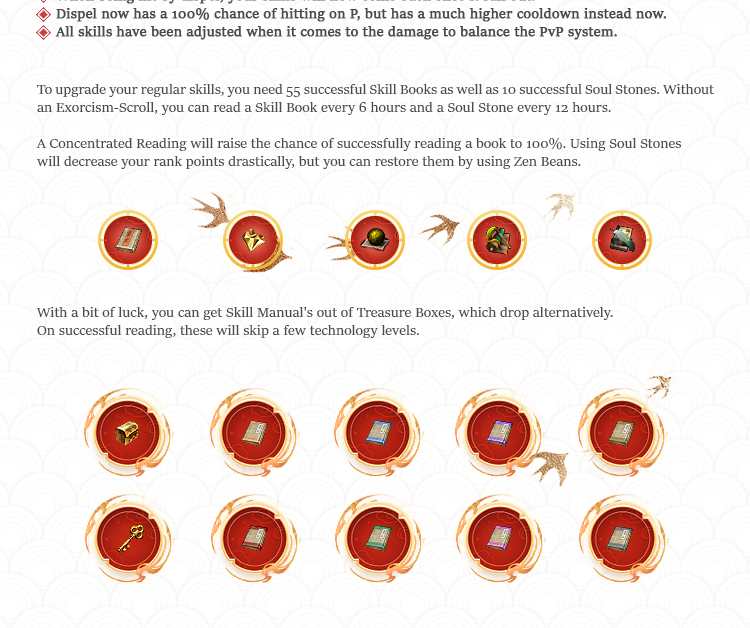 Dispel now has a 100% chance of hitting on P, but has a much higher cooldown instead now.
All skills have been adjusted when it comes to the damage to balance the PvP system.
To upgrade your regular skills, you need 55 successful Skill Books as well as 10 successful Soul Stones. Without
an Exorcism-Scroll, you can read a Skill Book every 6 hours and a Soul Stone every 12 hours.
A Concentrated Reading will raise the chance of successfully reading a book to 100%. Using Soul Stones
will decrease your rank points drastically, but you can restore them by using Zen Beans.
With a bit of luck, you can get Skill Manual's out of Treasure Boxes, which drop alternatively.
On successful reading, these will skip a few technology levels.